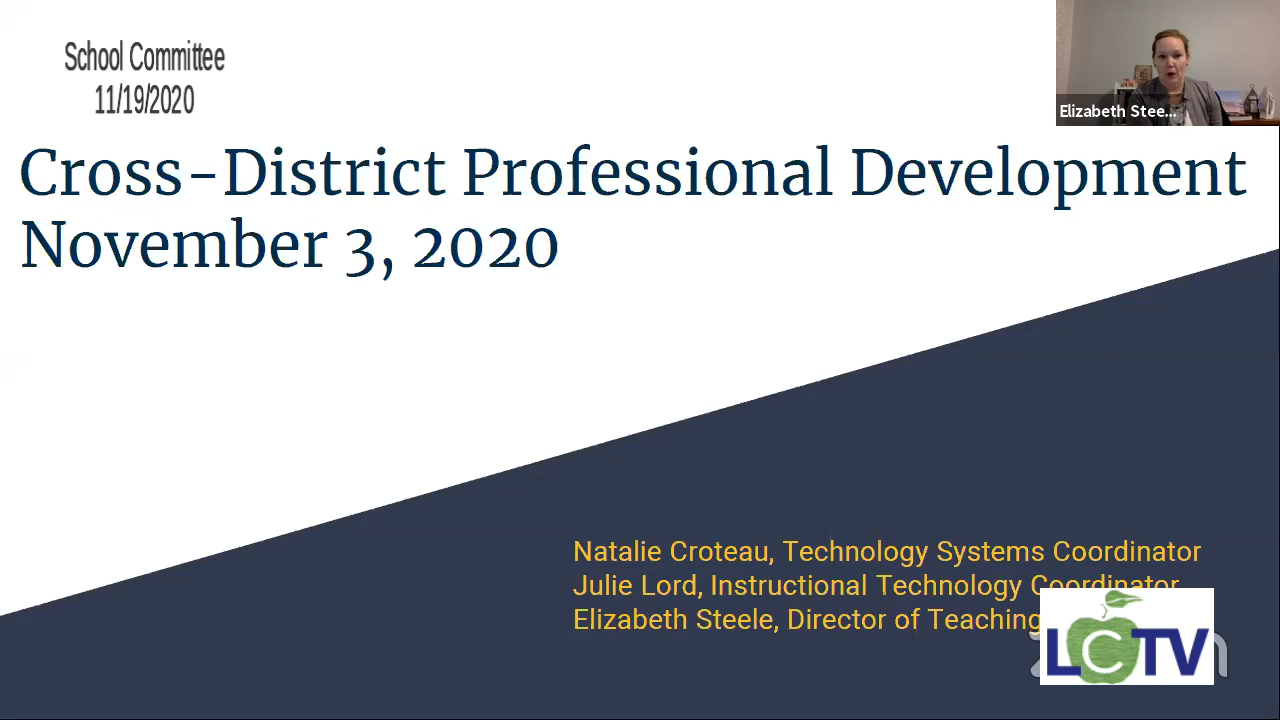 School Committee
11/19/2020
Elizabeth Stee...
Cross-District Professional Development
November 3, 2020
Natalie Croteau, Technology Systems Coordinator
Julie Lord, Instructional Technology Coordinator
Elizabeth Steele, Director of Teaching
LCTV